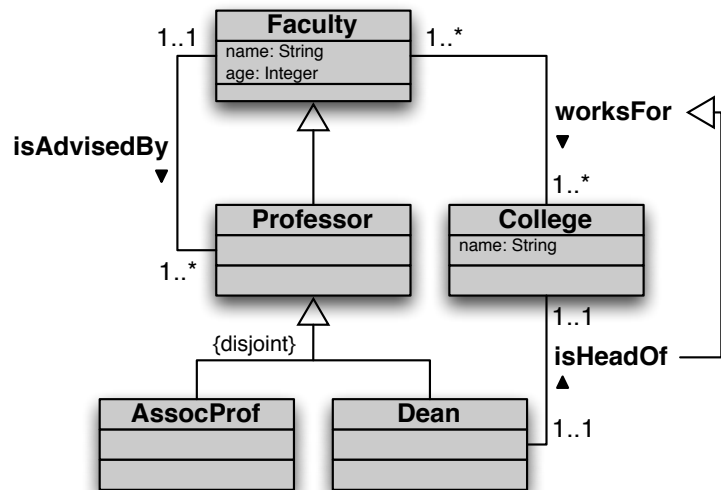 Faculty
1..1
1..*
name: String
age: Integer
isAdvisedBy
▼
worksFor
▼
1..*
Professor
College
name: String
1..*
1..1
{disjoint}
isHeadOf
▲
AssocProf
Dean
1..1